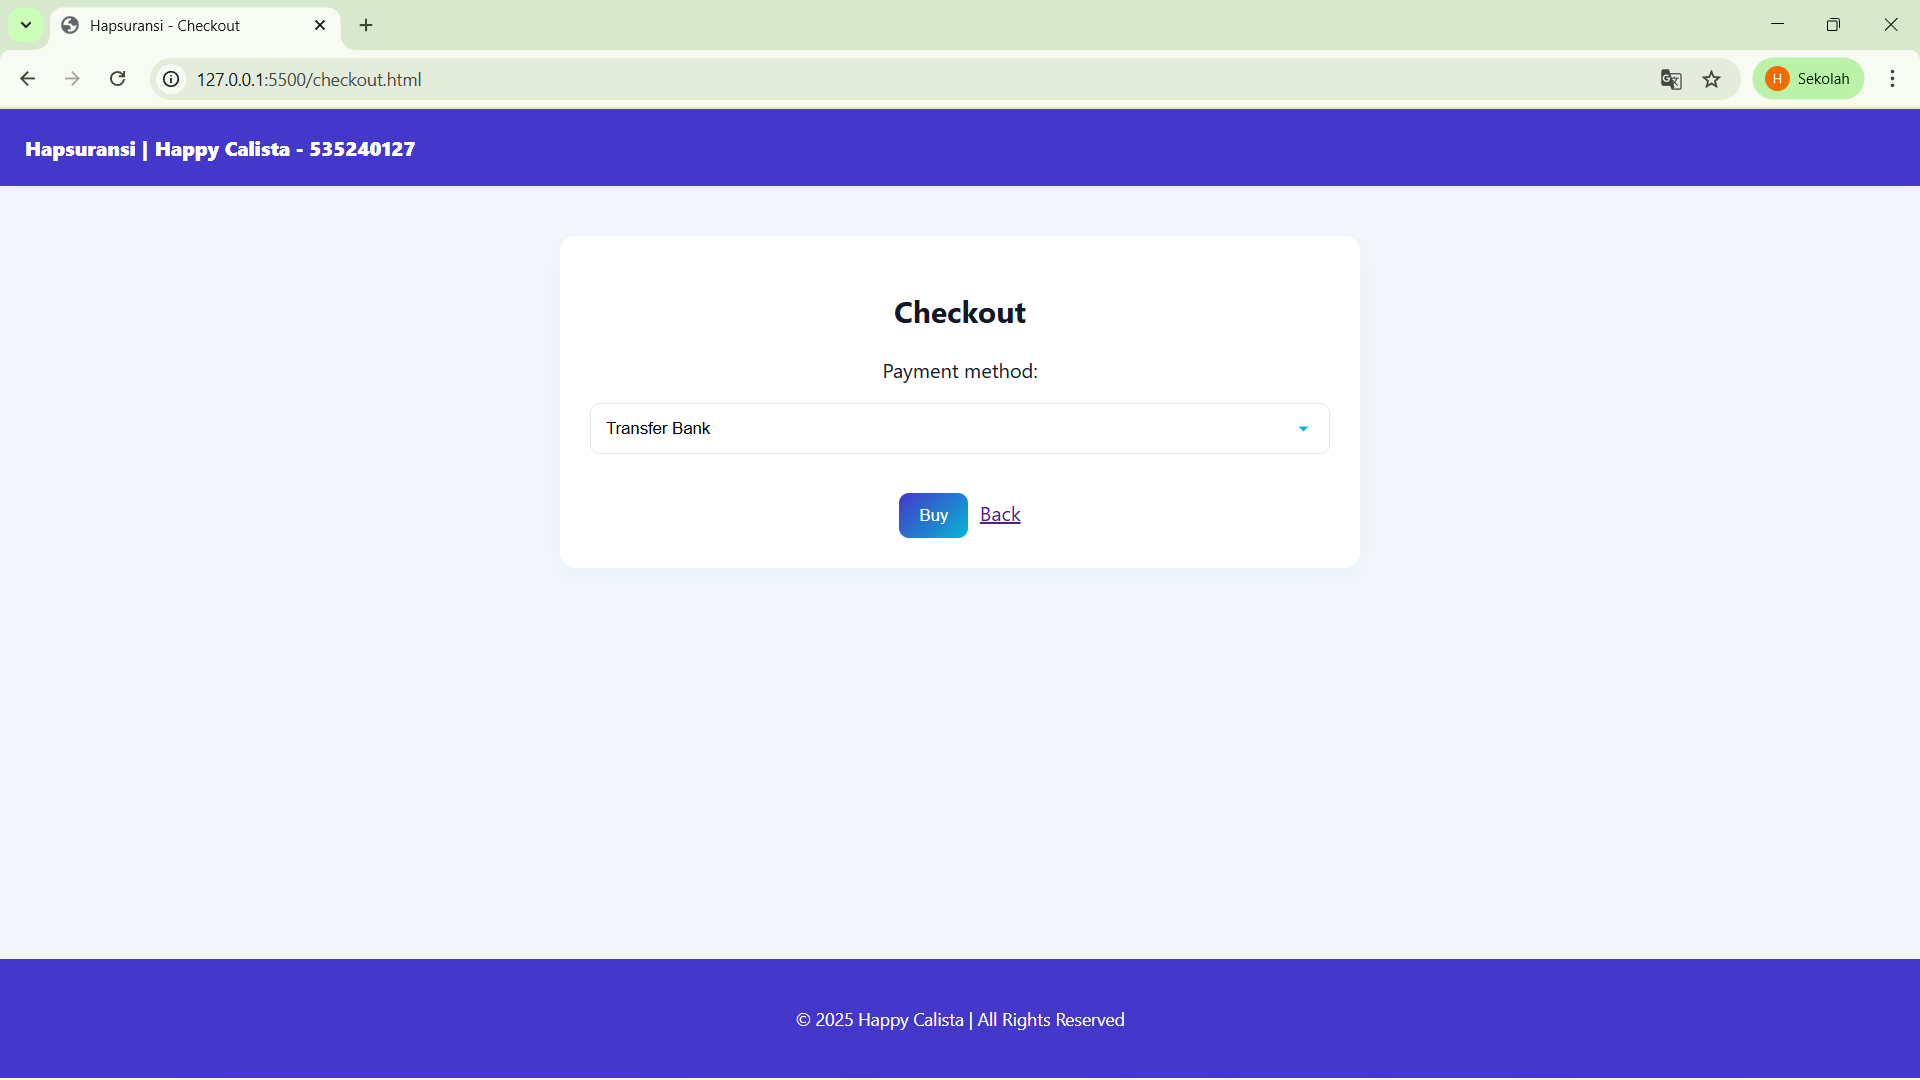 Hapsuransi - Checkout
127.0.0.1:5500/checkout.html
H Sekolah
Hapsuransi | Happy Calista - 535240127
Checkout
Payment method:
Transfer Bank
Buy Back
© 2025 Happy Calista | All Rights Reserved